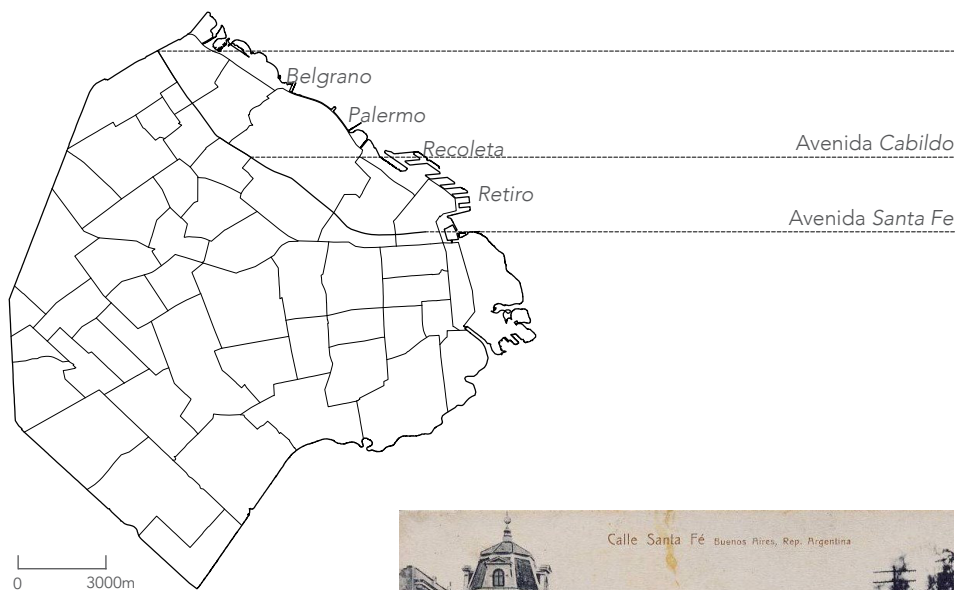 Belgrano
Palermo
Recoleta
Avenida Cabildo
Retiro
Avenida Santa Fe
0 3000m
Calle Santa Fé Buenos Aires, Rep. Argentina